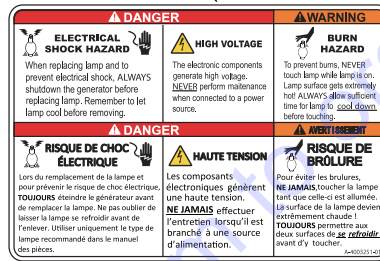 DANGER
WARNING
ELECTRICAL
SHOCK HAZARD
When replacing lamp and to
prevent electrical shock, ALWAYS
shutdown the generator before
replacing lamp. Remember to let
lamp cool before removing.
HIGH VOLTAGE
The electronic components
generate high voltage.
NEVER perform maitenance
when connected to a power
source.
BURN
HAZARD
To prevent burns, NEVER
touch lamp while lamp is on.
Lamp surface gets extremely
hot! ALWAYS allow sufficient
time for lamp to cool down
before touching.
DANGER
AVERTISSEMENT
RISQUE DE CHOC
ÉLECTRIQUE
Lors du remplacement de la lampe et
pour prévenir le risque de choc électrique,
TOUJOURS éteindre le générateur avant
de remplacer la lampe. Ne pas oublier de
laisser la lampe se refroidir avant de
l'enlever. Utiliser uniquement le type de
lampe recommandé dans le manuel
des pièces.
HAUTE TENSION
Les composants
électroniques génèrent
une haute tension.
NE JAMAIS effectuer
l'entretien lorsqu'il est
branché à une source
d'alimentation.
RISQUE DE
BRÛLURE
Pour éviter les brulures,
NE JAMAIS,toucher la lampe
tant que celle-ci est allumée.
La surface de la lampe devien
extrêmement chaude !
TOUJOURS permettre aux
deux surfaces de se refroidir
avant d'y toucher.
A-4003251-01